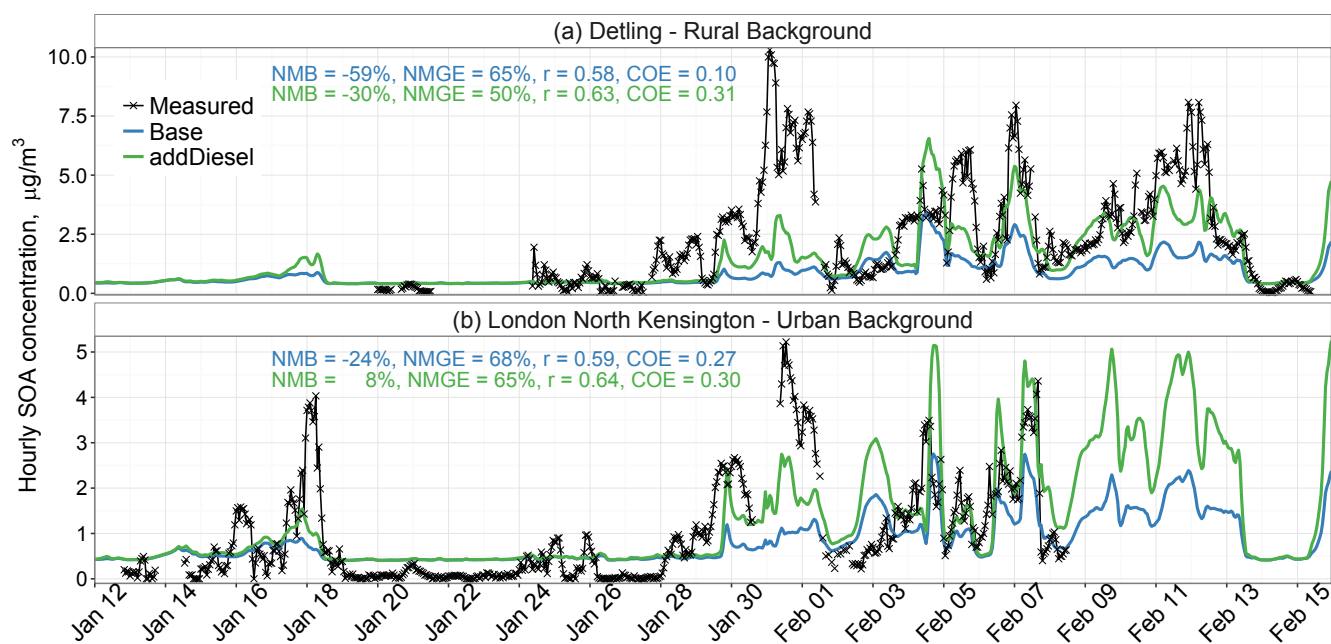 (a) Detling - Rural Background
NMB = -59%, NMGE = 65%, r = 0.58, COE = 0.10
NMB = -30%, NMGE = 50%, r = 0.63, COE = 0.31
Measured
Base
addDiesel
10.0
7.5
5.0
2.5
0.0
Hourly SOA concentration, μg/m³
(b) London North Kensington - Urban Background
NMB = -24%, NMGE = 68%, r = 0.59, COE = 0.27
NMB = 8%, NMGE = 65%, r = 0.64, COE = 0.30
5
4
3
2
1
0
Jan 12
Jan 14
Jan 16
Jan 18
Jan 20
Jan 22
Jan 24
Jan 26
Jan 28
Jan 30
Feb 01
Feb 03
Feb 05
Feb 07
Feb 09
Feb 11
Feb 13
Feb 15